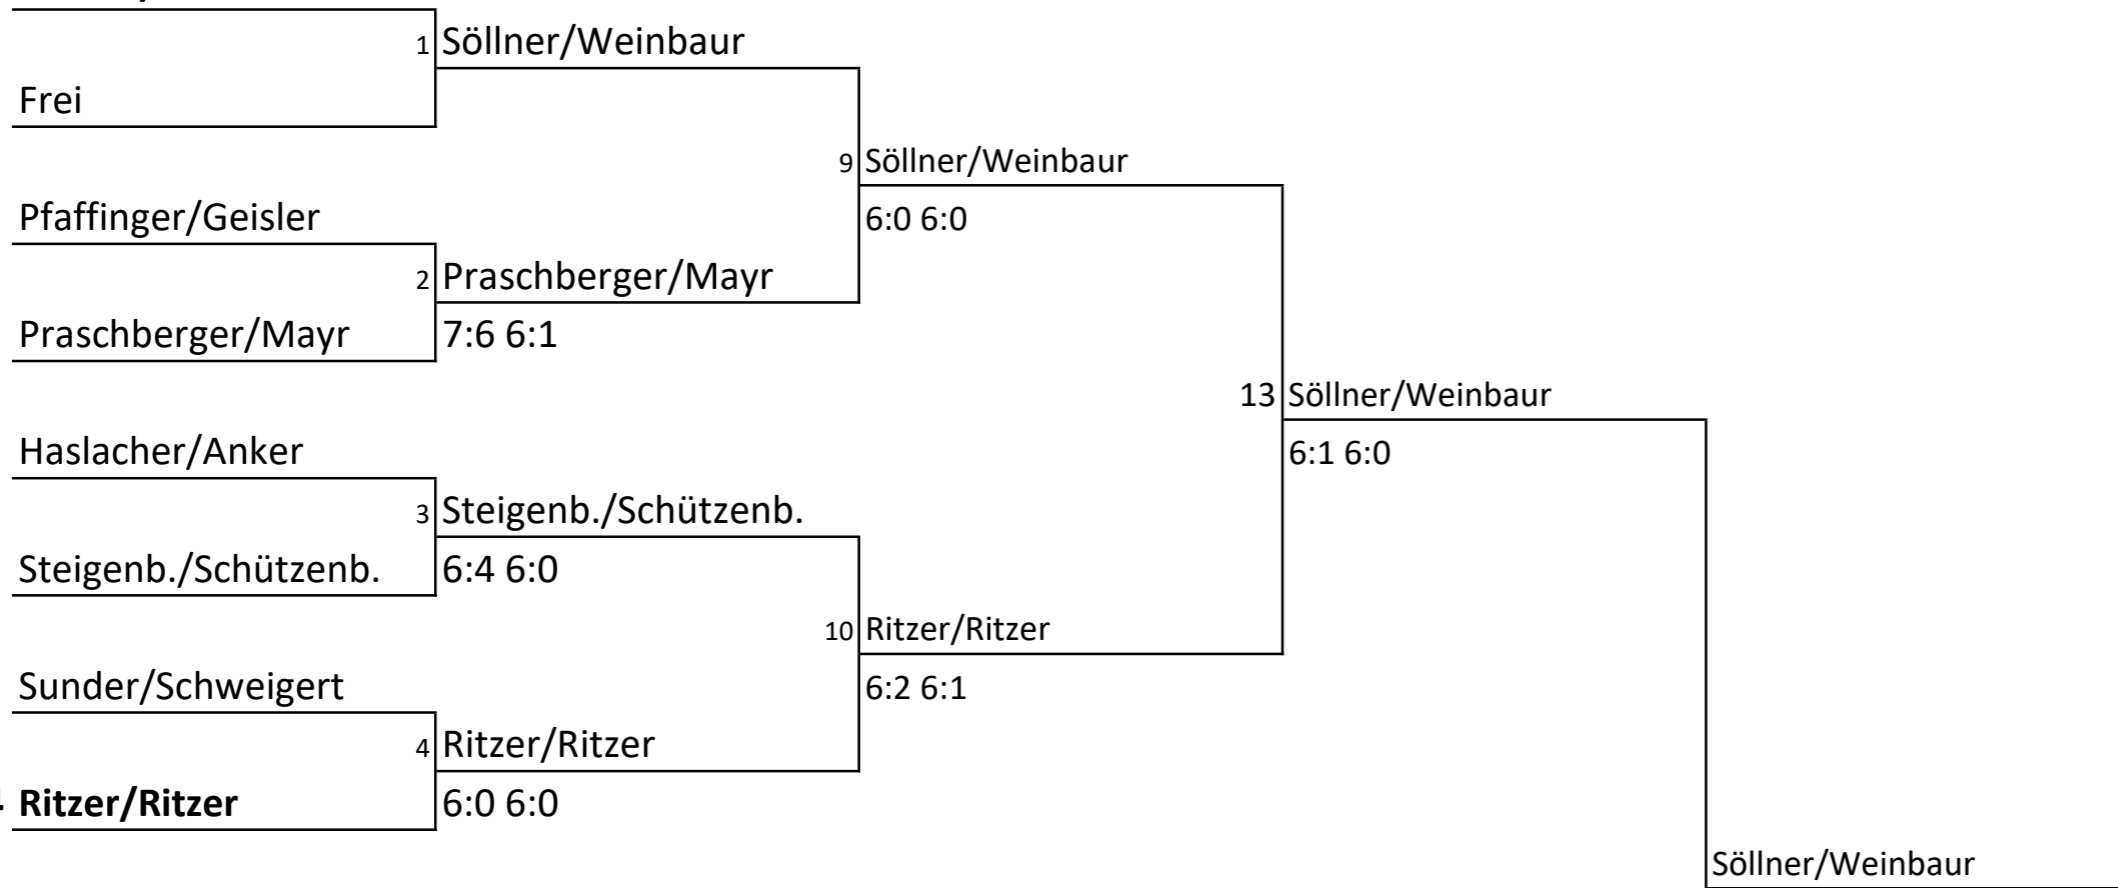 1 Söllner/Weinbaur
Frei
9 Söllner/Weinbaur
Pfaffinger/Geisler
6:0 6:0
2 Praschberger/Mayr
Praschberger/Mayr
7:6 6:1
13 Söllner/Weinbaur
Haslacher/Anker
6:1 6:0
3 Steigenb./Schützenb.
Steigenb./Schützenb.
6:4 6:0
10 Ritzer/Ritzer
Sunder/Schweigert
6:2 6:1
4 Ritzer/Ritzer
Ritzer/Ritzer
6:0 6:0
Söllner/Weinbaur